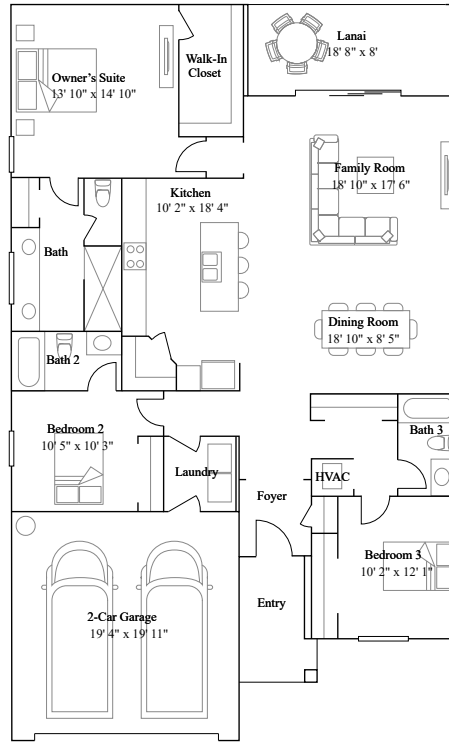 Lanai
18' 8" x 8'
Walk-In
Closet
Owner's Suite
13' 10" x 14' 10"
Family Room
18' 10" x 17' 6"
Kitchen
10' 2" x 18' 4"
Bath
Dining Room
18' 10" x 8' 5"
Bath 2
Bedroom 2
10' 5" x 10' 3"
Bath 3
Laundry
HVAC
Foyer
Bedroom 3
10' 2" x 12' 1"
Entry
2-Car Garage
19' 4" x 19' 11"